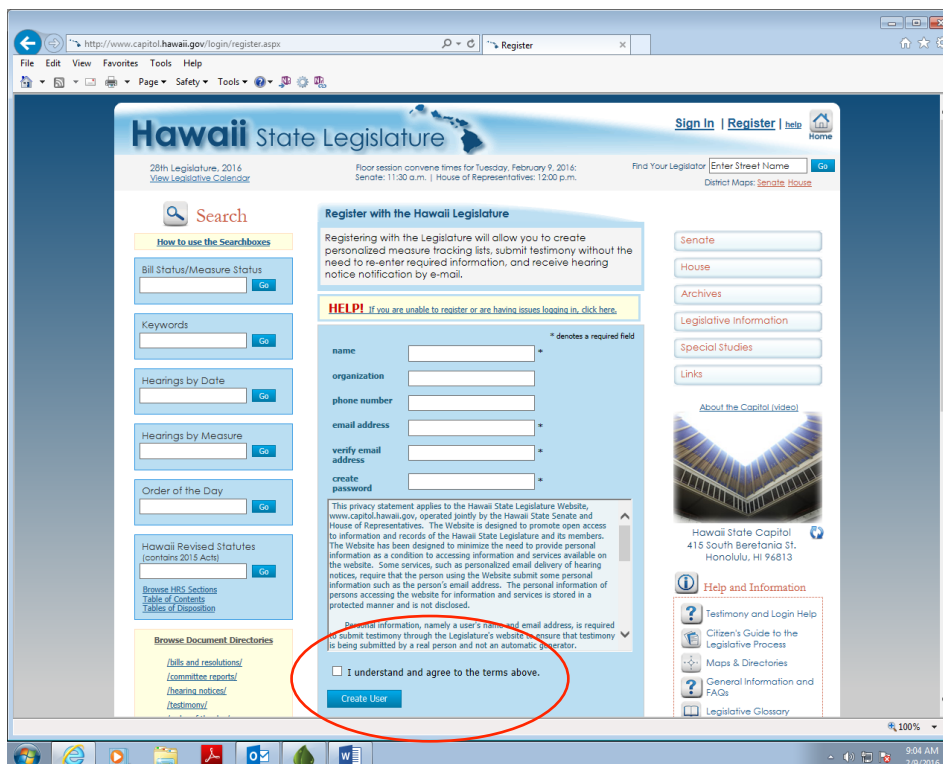 http://www.capitol.hawaii.gov/login/register.aspx
Register
File Edit View Favorites Tools Help
Page Safety Tools
Hawaii State Legislature
Sign In | Register | help
Home
28th Legislature, 2016
View Legislative Calendar
Floor session convene times for Tuesday, February 9, 2016:
Senate: 11:30 a.m. | House of Representatives: 12:00 p.m.
Find Your Legislator Enter Street Name Go
District Maps: Senate House
Search
How to use the Searchboxes
Bill Status/Measure Status
Go
Keywords
Go
Hearings by Date
Go
Hearings by Measure
Go
Order of the Day
Go
Hawaii Revised Statutes
(contains 2015 Acts)
Go
Browse HRS Sections
Table of Contents
Tables of Disposition
Browse Document Directories
/bills and resolutions/
/committee reports/
/hearing notices/
/testimony/
Register with the Hawaii Legislature
Registering with the Legislature will allow you to create
personalized measure tracking lists, submit testimony without the
need to re-enter required information, and receive hearing
notice notification by e-mail.
HELP! If you are unable to register or are having issues logging in, click here.
* denotes a required field
name *
organization
phone number
email address *
verify email
address *
create
password *
This privacy statement applies to the Hawaii State Legislature Website,
www.capitol.hawaii.gov, operated jointly by the Hawaii State Senate and
House of Representatives. The Website is designed to promote open access
to information and records of the Hawaii State Legislature and its members.
The Website has been designed to minimize the need to provide personal
information as a condition to accessing information and services available on
the website. Some services, such as personalized email delivery of hearing
notices, require that the person using the Website submit some personal
information such as the person's email address. The personal information of
persons accessing the website for information and services is stored in a
protected manner and is not disclosed.
Personal information, namely a user's name and email address, is required
to submit testimony through the Legislature's website to ensure that testimony
is being submitted by a real person and not an automatic generator.
I understand and agree to the terms above.
Create User
Senate
House
Archives
Legislative Information
Special Studies
Links
About the Capitol (video)
Hawaii State Capitol
415 South Beretania St.
Honolulu, HI 96813
Help and Information
Testimony and Login Help
Citizen's Guide to the
Legislative Process
Maps & Directories
General Information and
FAQs
Legislative Glossary
100%
9:04 AM
2/9/2016